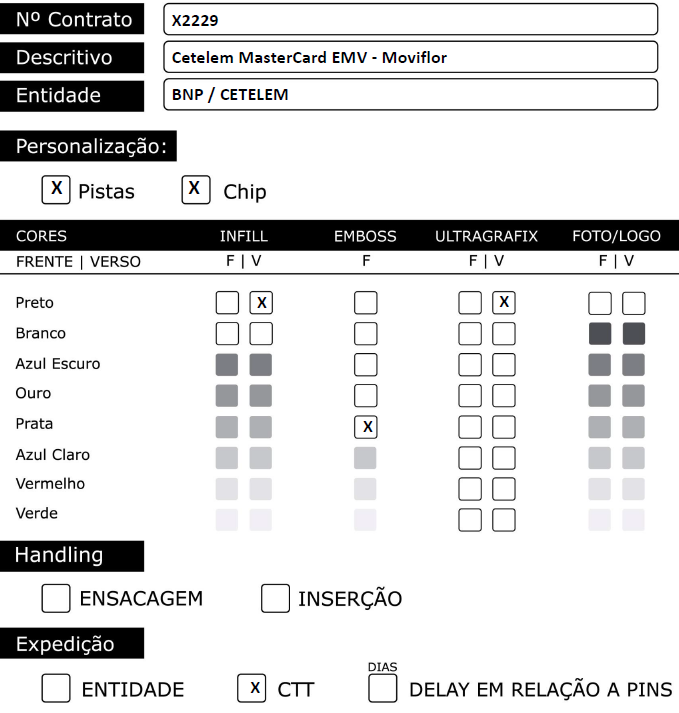 Nº Contrato X2229
Descritivo Cetelem MasterCard EMV - Moviflor
Entidade BNP / CETELEM
Personalização:
X Pistas X Chip
CORES INFILL EMBOSS ULTRAGRAFIX FOTO/LOGO
FRENTE | VERSO F | V F F | V F | V
Preto X X
Branco
Azul Escuro
Ouro
Prata X
Azul Claro
Vermelho
Verde
Handling
ENSACAGEM INSERÇÃO
Expedição
DIAS
ENTIDADE X CTT DELAY EM RELAÇÃO A PINS